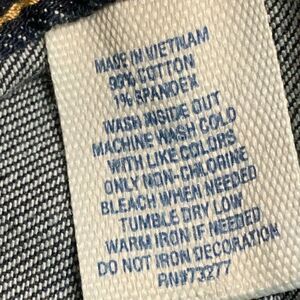 MADE IN VIETNAM
99% COTTON
1% SPANDEX
WASH INSIDE OUT
MACHINE WASH COLD
WITH LIKE COLORS
ONLY NON-CHLORINE
BLEACH WHEN NEEDED
TUMBLE DRY LOW
WARM IRON IF NEEDED
DO NOT IRON DECORATION
RN#73277